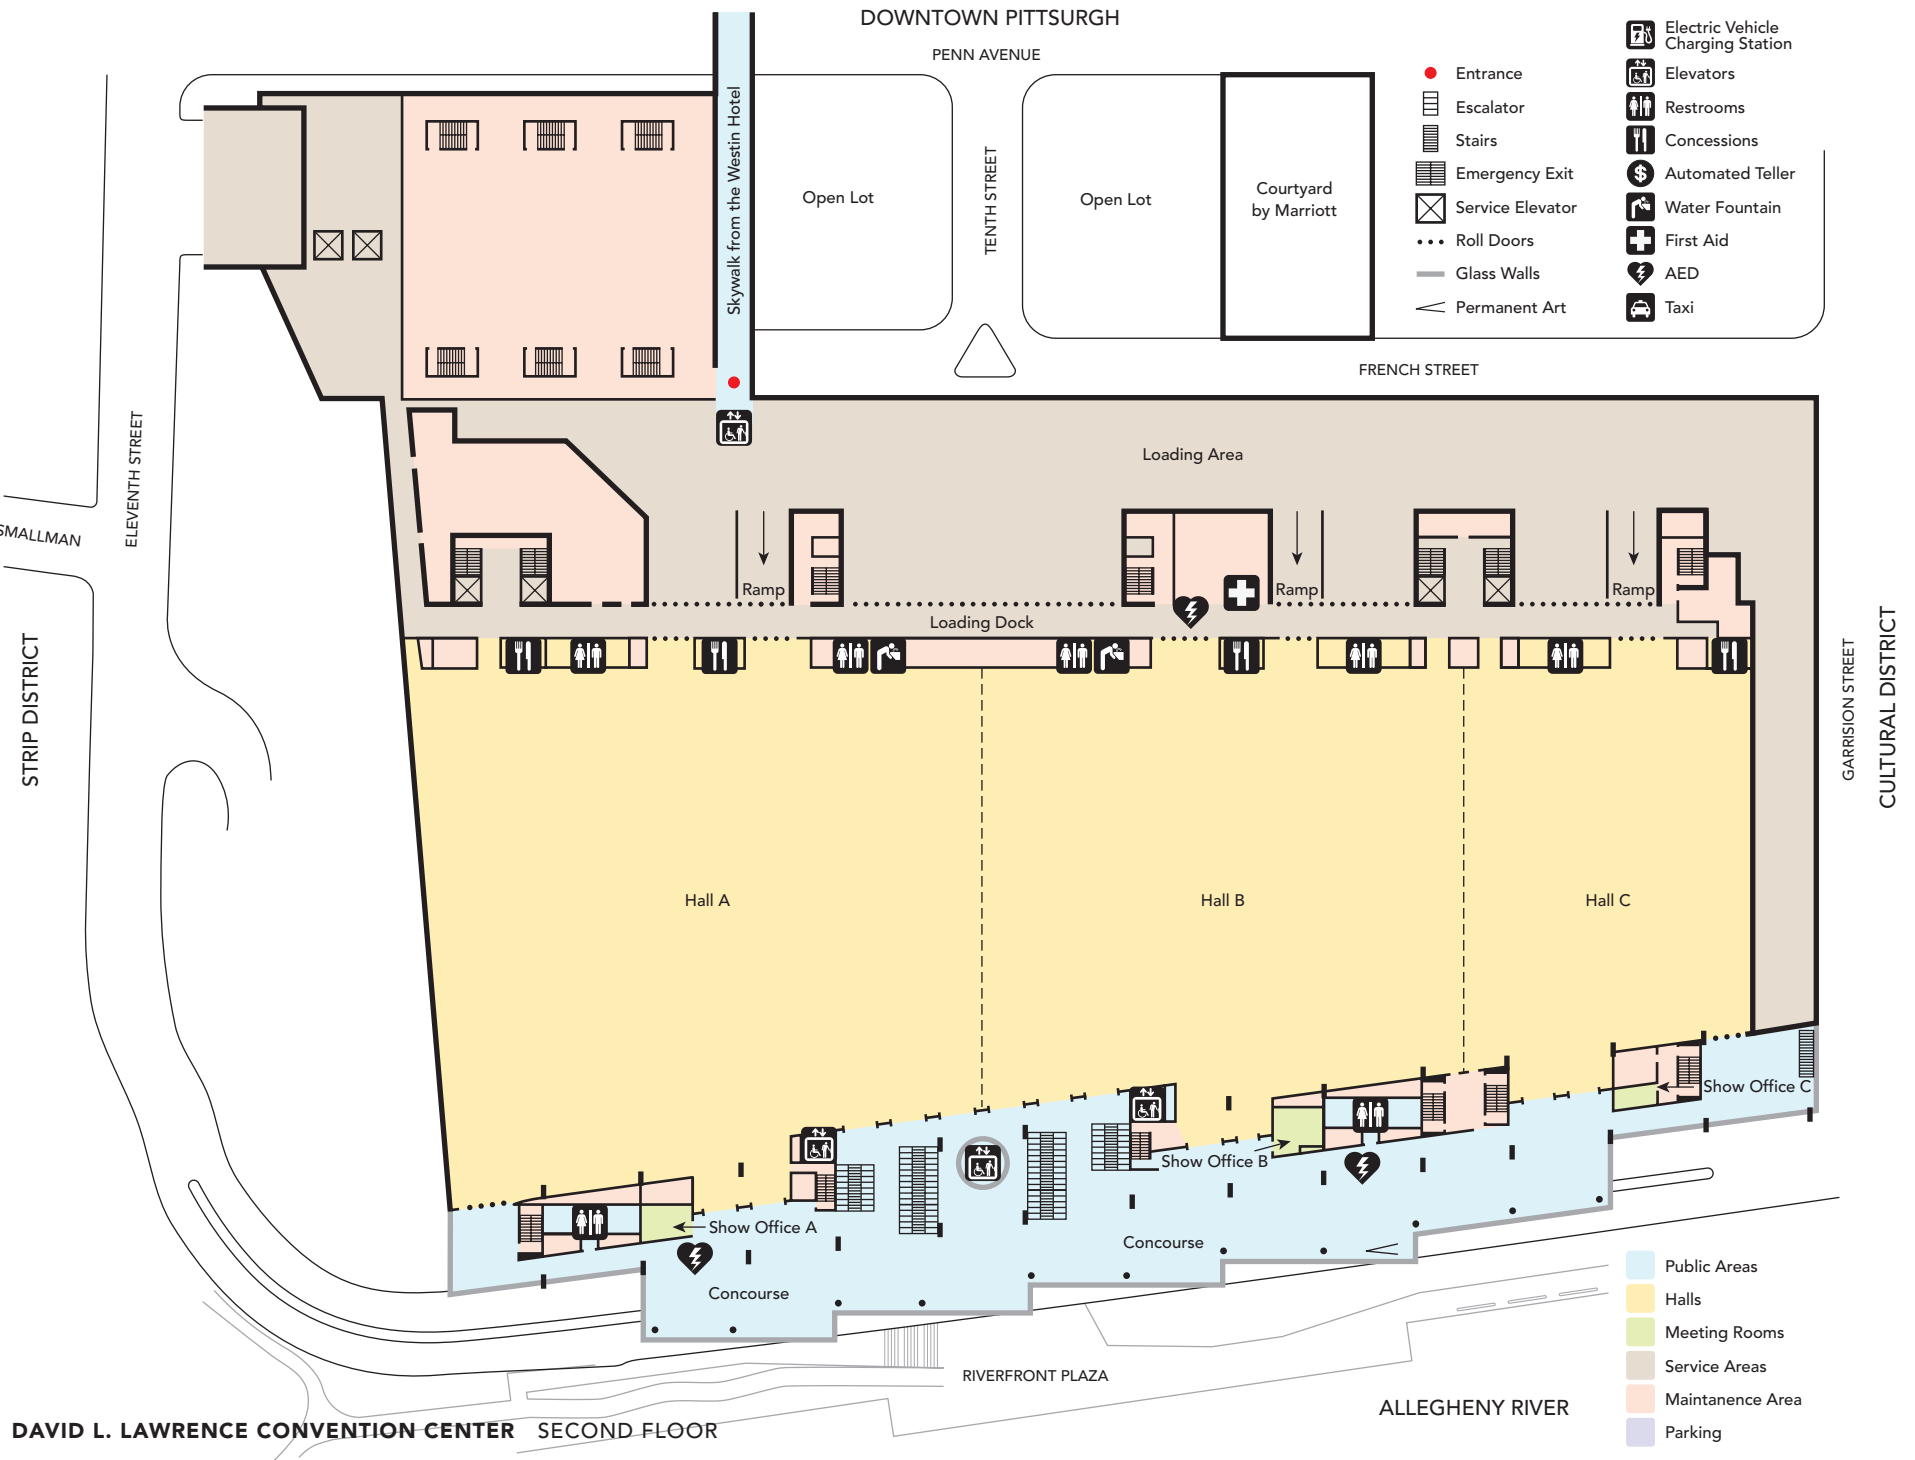 DOWNTOWN PITTSURGH
PENN AVENUE
Skywalk from the Westin Hotel
Open Lot
TENTH STREET
Open Lot
Courtyard
by Marriott
FRENCH STREET
Entrance
Escalator
Stairs
Emergency Exit
Service Elevator
Roll Doors
Glass Walls
Permanent Art
Electric Vehicle
Charging Station
Elevators
Restrooms
Concessions
$ Automated Teller
Water Fountain
First Aid
AED
Taxi
ELEVENTH STREET
SMALLMAN
STRIP DISTRICT
Loading Area
Ramp
Ramp
Ramp
Loading Dock
GARRISION STREET
CULTURAL DISTRICT
Hall A
Hall B
Hall C
Show Office C
Show Office B
Show Office A
Concourse
Concourse
RIVERFRONT PLAZA
ALLEGHENY RIVER
Public Areas
Halls
Meeting Rooms
Service Areas
Maintanence Area
Parking
DAVID L. LAWRENCE CONVENTION CENTER SECOND FLOOR